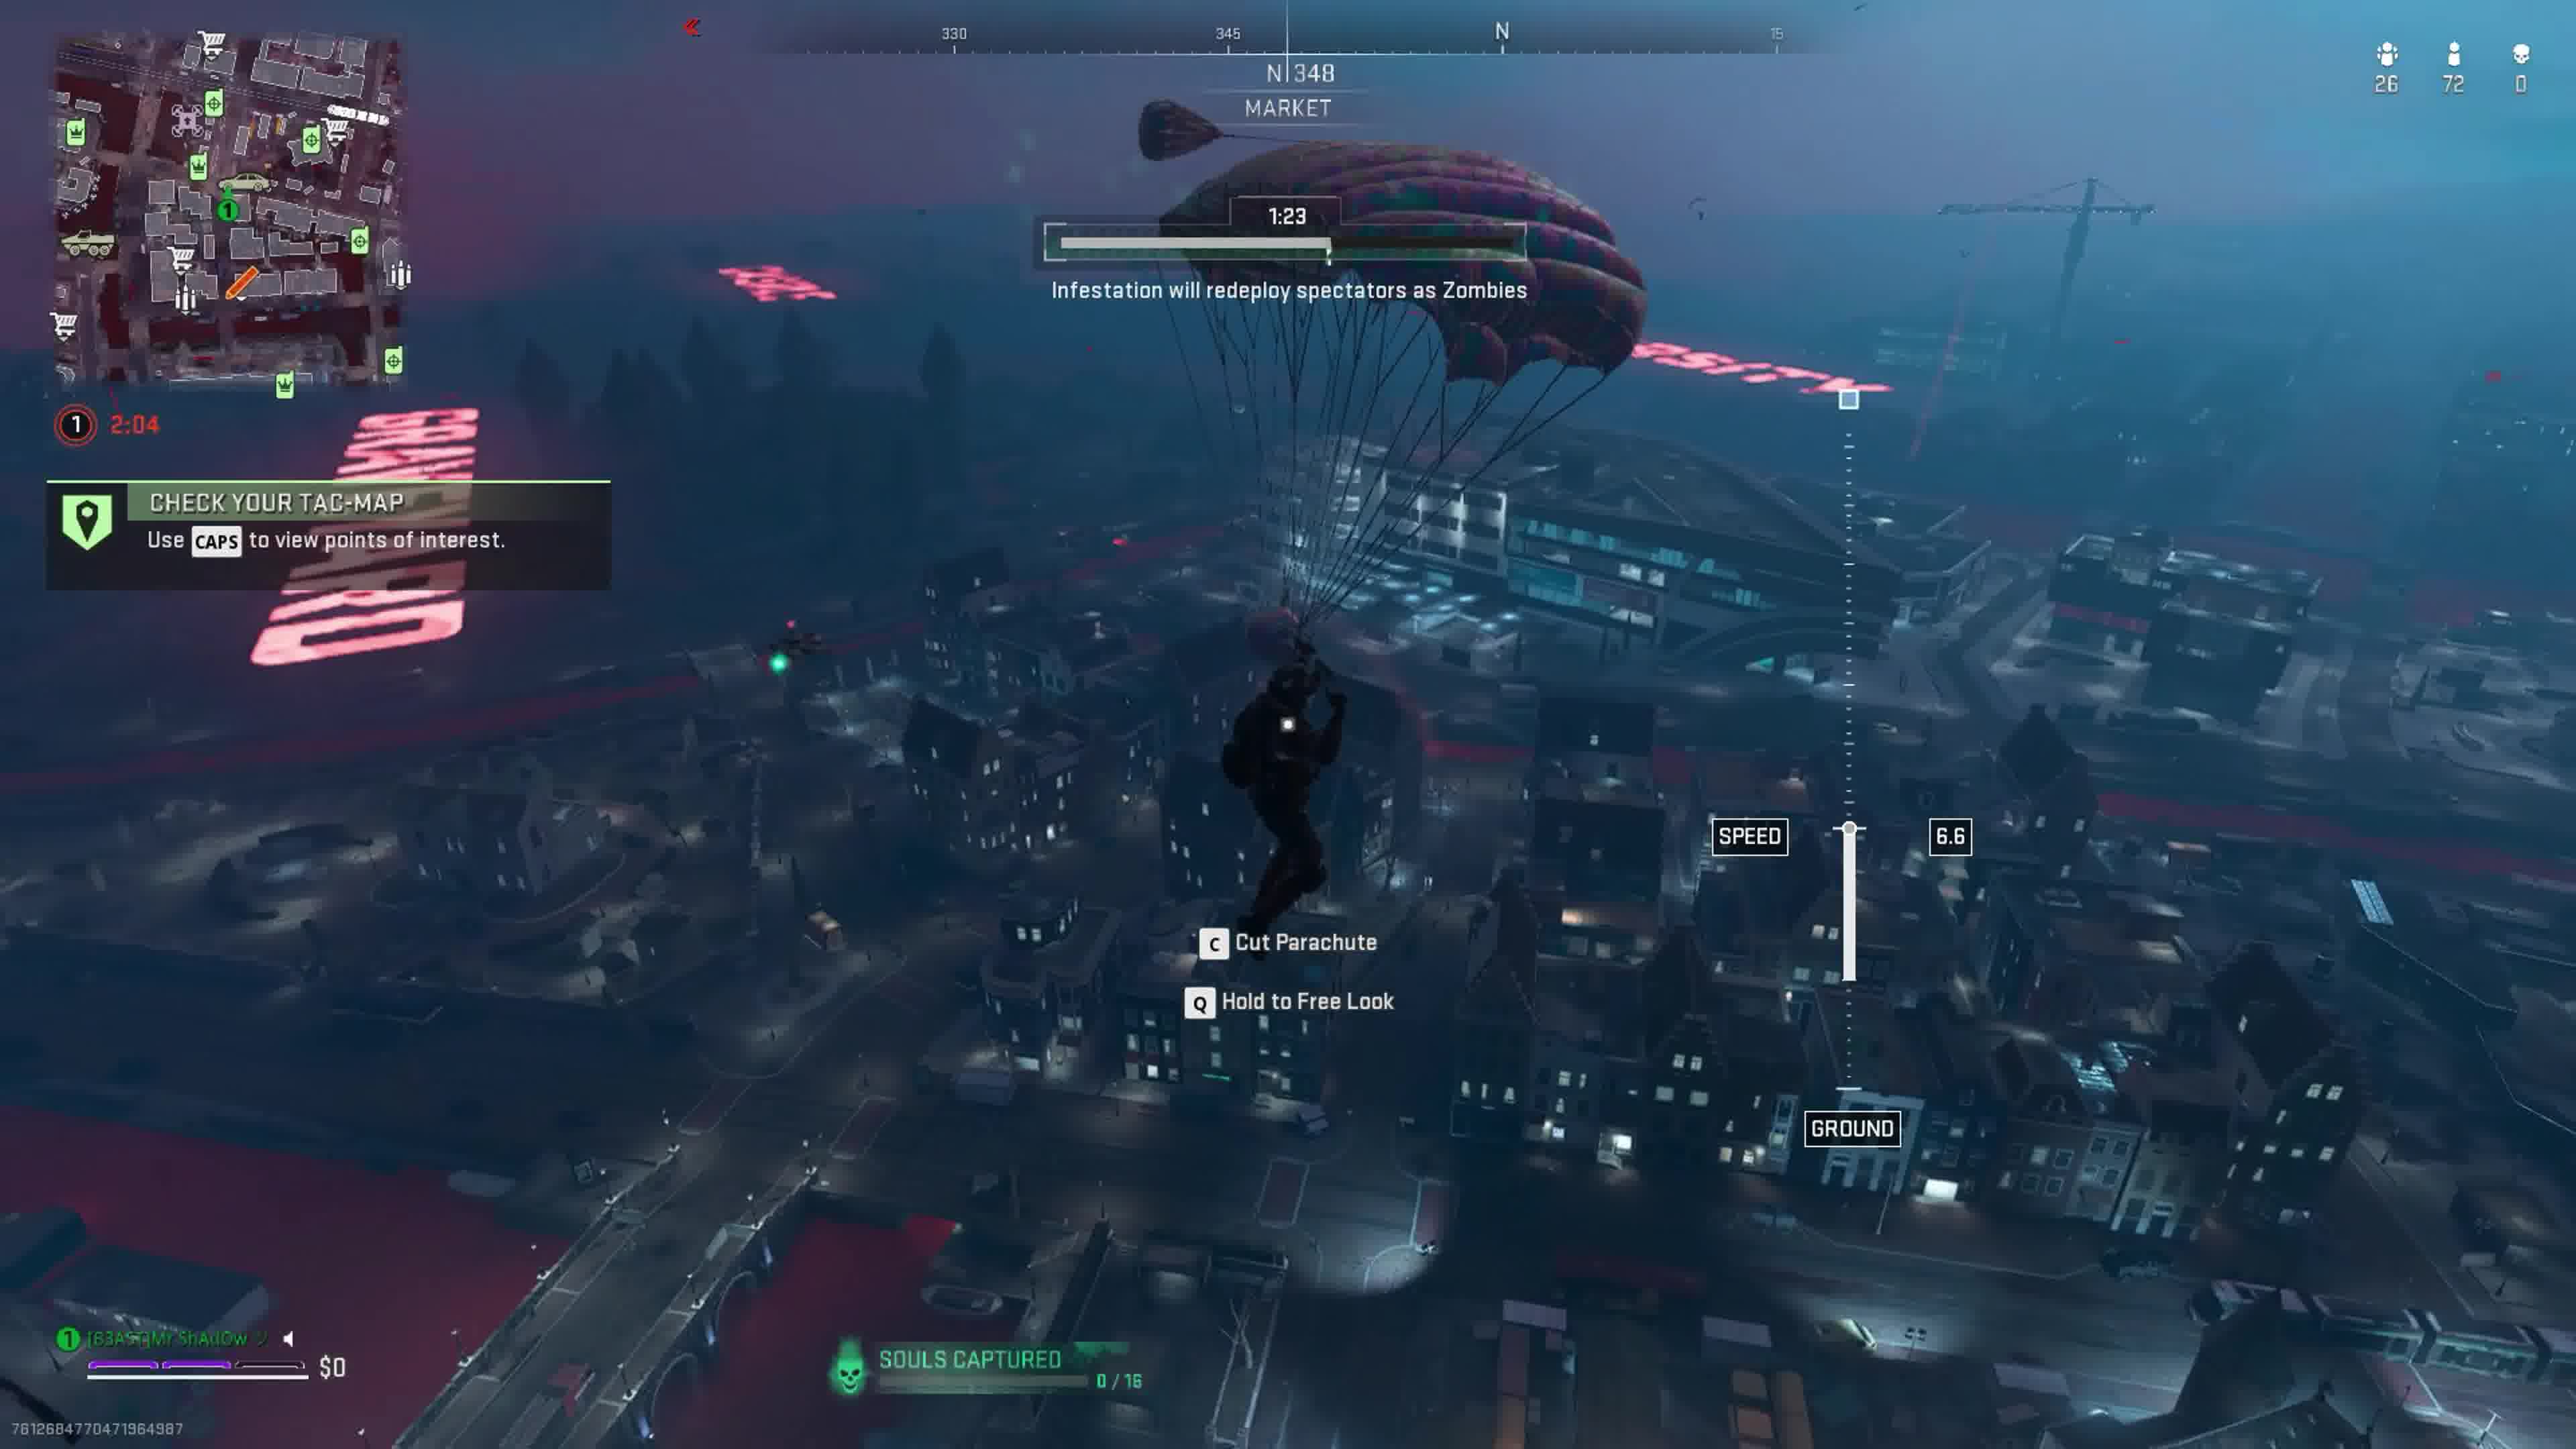 330
345
N
15
N 348
MARKET
26
72
0
1:23
Infestation will redeploy spectators as Zombies
1
1
2:04
CHECK YOUR TAC-MAP
Use CAPS to view points of interest.
SPEED
6.6
C Cut Parachute
Q Hold to Free Look
GROUND
1
$0
SOULS CAPTURED
0 / 16
7612684770471964987